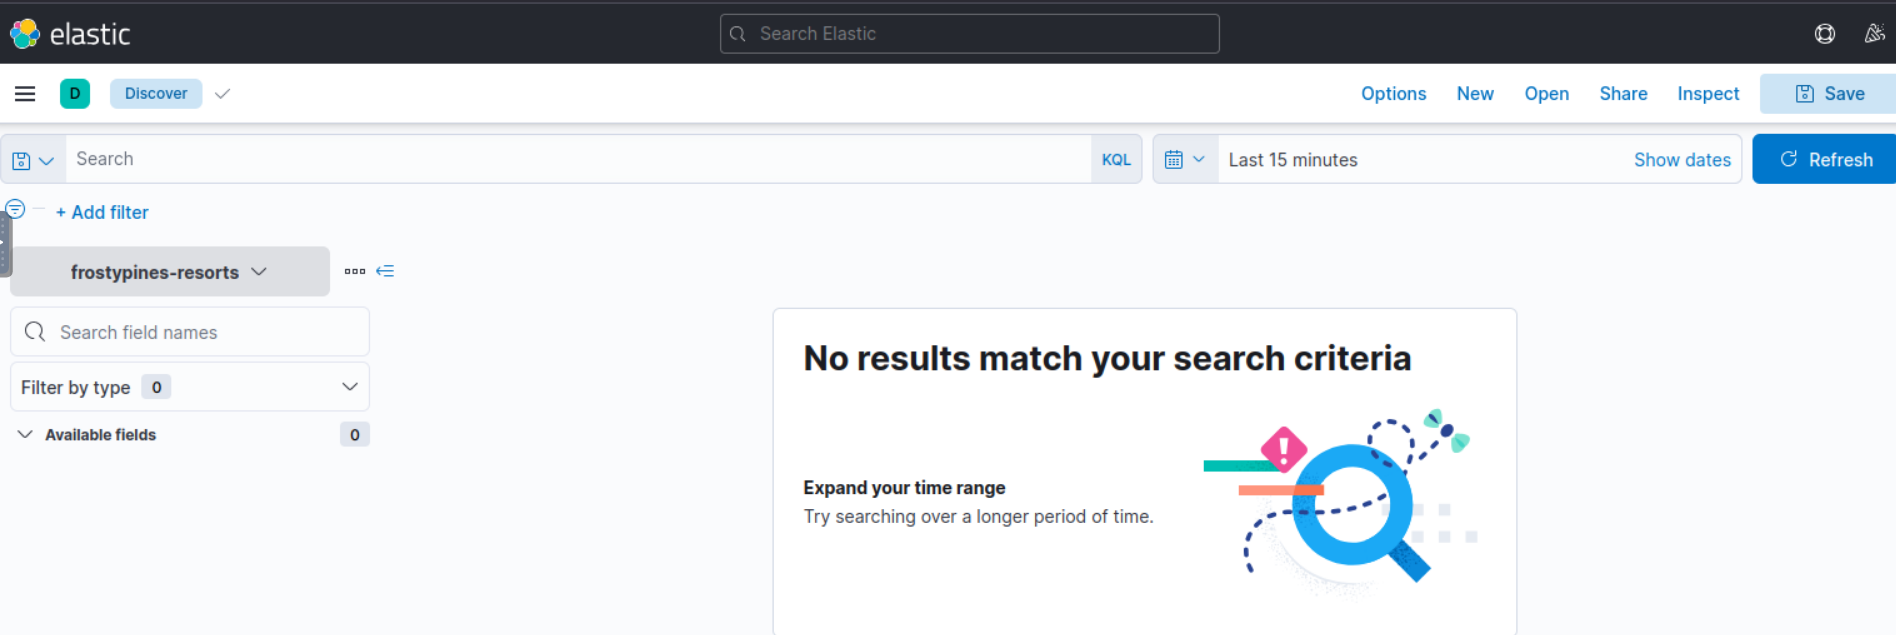 elastic
Search Elastic
D
Discover
Options
New
Open
Share
Inspect
Save
Search
KQL
Last 15 minutes
Show dates
Refresh
+ Add filter
frostypines-resorts
Search field names
Filter by type 0
Available fields 0
No results match your search criteria
Expand your time range
Try searching over a longer period of time.